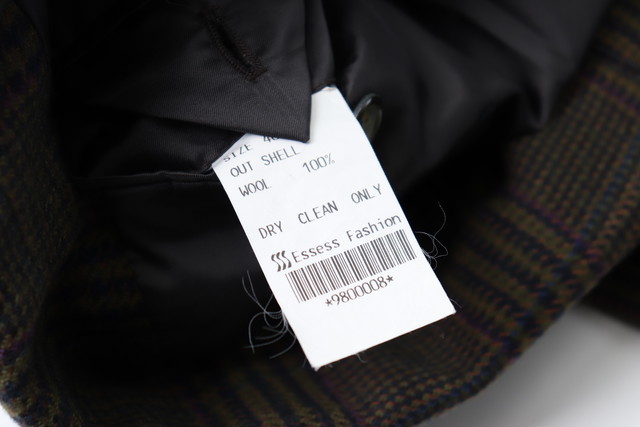 SIZE
OUT SHELL
WOOL 100%
DRY CLEAN ONLY
Essess Fashion
*9800008*